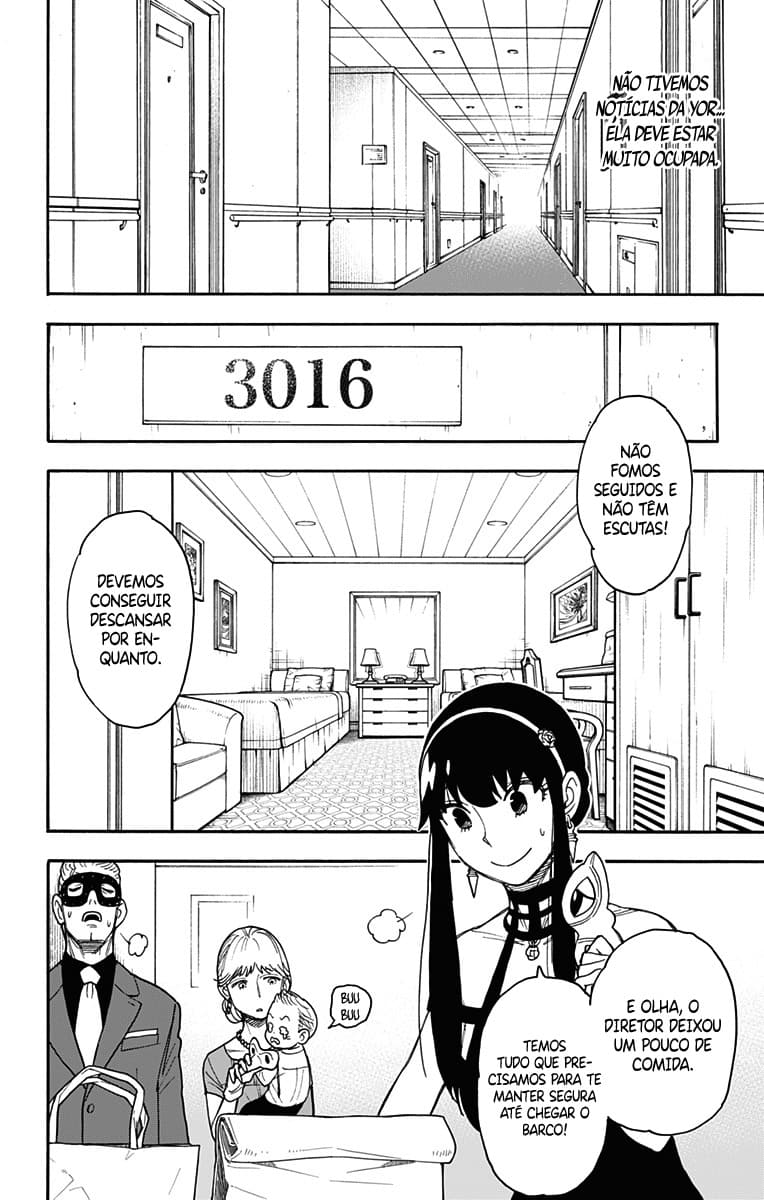 NÃO TIVEMOS
NOTÍCIAS DA YOR...
ELA DEVE ESTAR
MUITO OCUPADA.
3016
NÃO
FOMOS
SEGUIDOS E
NÃO TÊM
ESCUTAS!
DEVEMOS
CONSEGUIR
DESCANSAR
POR EN-
QUANTO.
BUU
BUU
E OLHA, O
DIRETOR DEIXOU
UM POUCO DE
COMIDA.
TEMOS
TUDO QUE PRE-
CISAMOS PARA TE
MANTER SEGURA
ATÉ CHEGAR O
BARCO!